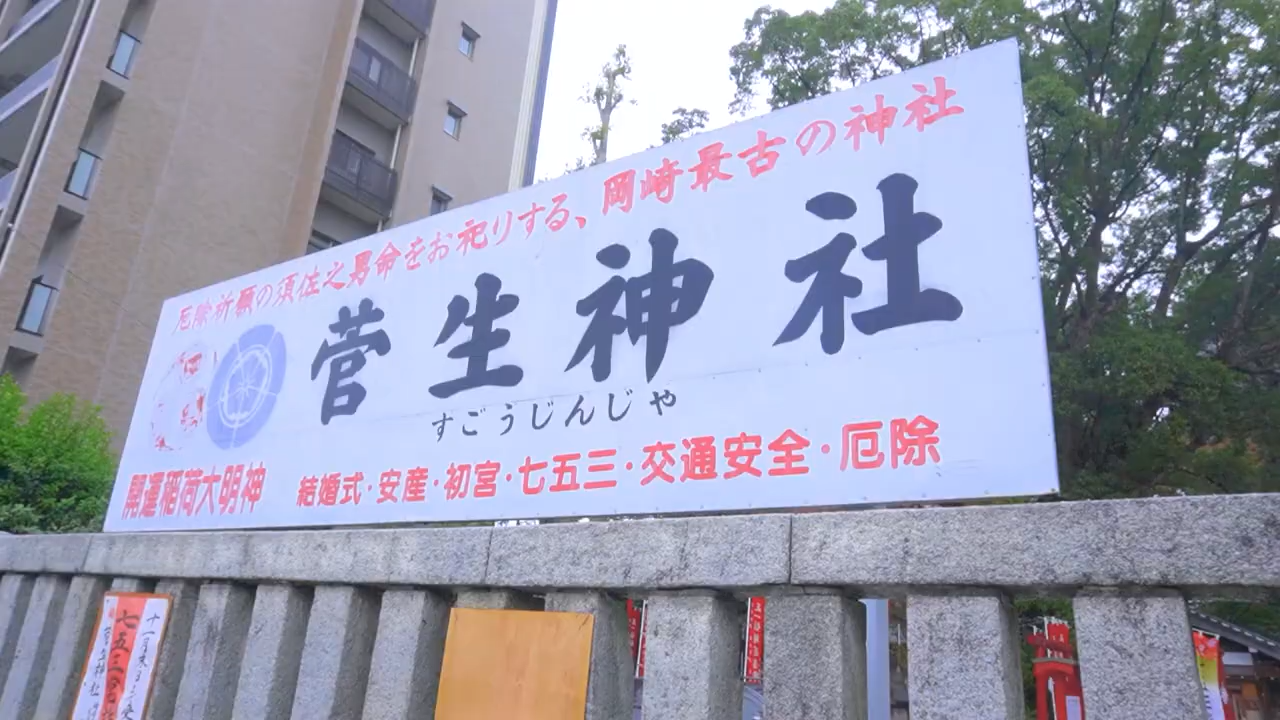 厄除祈願の須佐之男命をお祀りする、岡崎最古の神社
菅生神社
すごうじんじゃ
開運稲荷大明神
結婚式・安産・初宮・七五三・交通安全・厄除
七五三